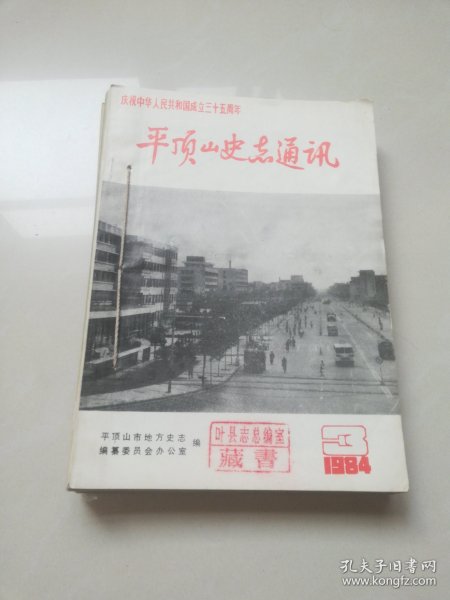 庆祝中华人民共和国成立三十五周年
平顶山史志通讯
平顶山市地方史志
编纂委员会办公室
编
叶县志总编室
藏书
3
1984
孔夫子旧书网
www.kongfz.com